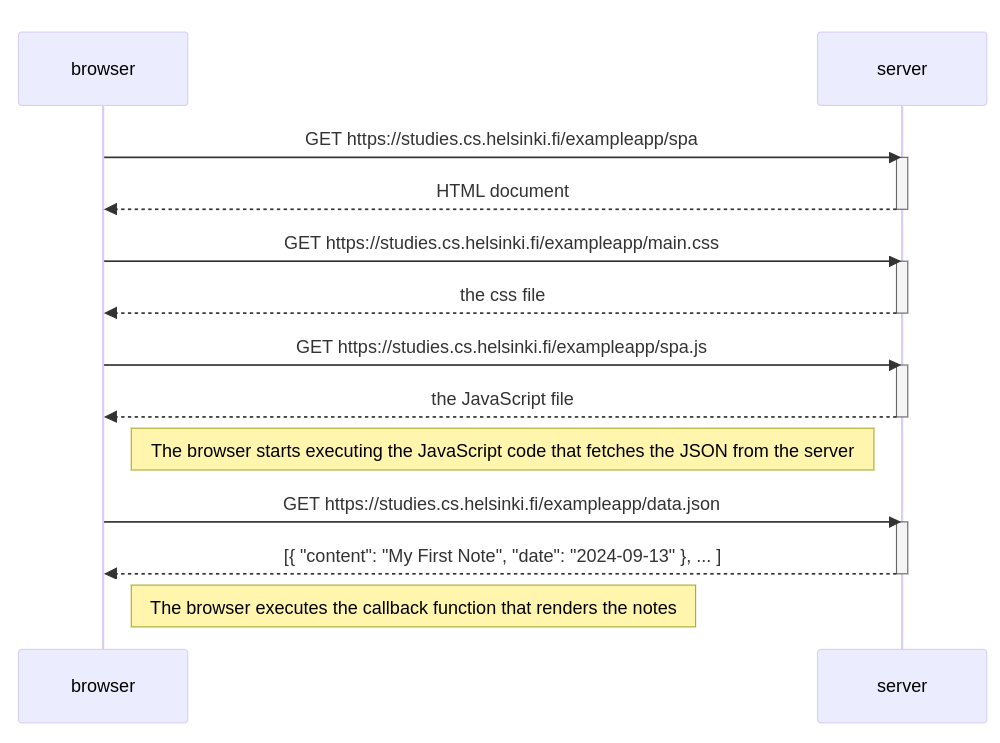 browser
server
GET https://studies.cs.helsinki.fi/exampleapp/spa
HTML document
GET https://studies.cs.helsinki.fi/exampleapp/main.css
the css file
GET https://studies.cs.helsinki.fi/exampleapp/spa.js
the JavaScript file
The browser starts executing the JavaScript code that fetches the JSON from the server
GET https://studies.cs.helsinki.fi/exampleapp/data.json
[{ "content": "My First Note", "date": "2024-09-13" }, ... ]
The browser executes the callback function that renders the notes
browser
server